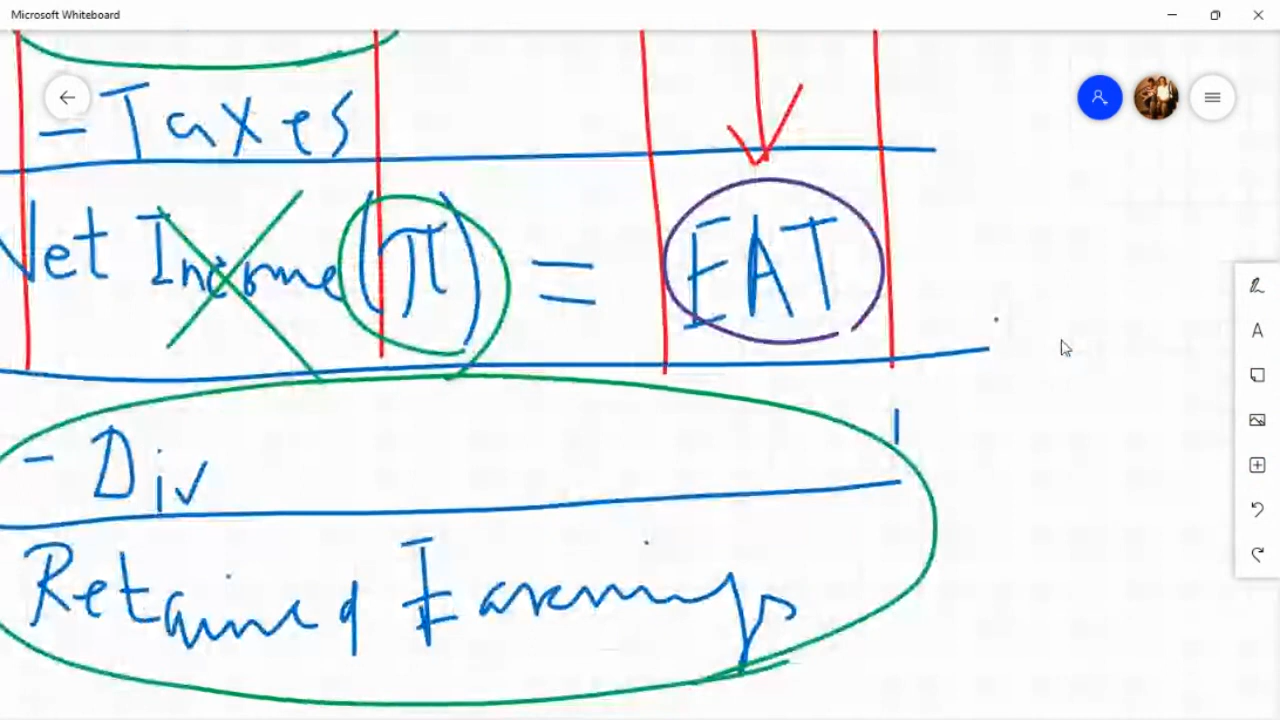 Microsoft Whiteboard
- Taxes
Net Income (π) = EAT
- Div
Retained Earnings